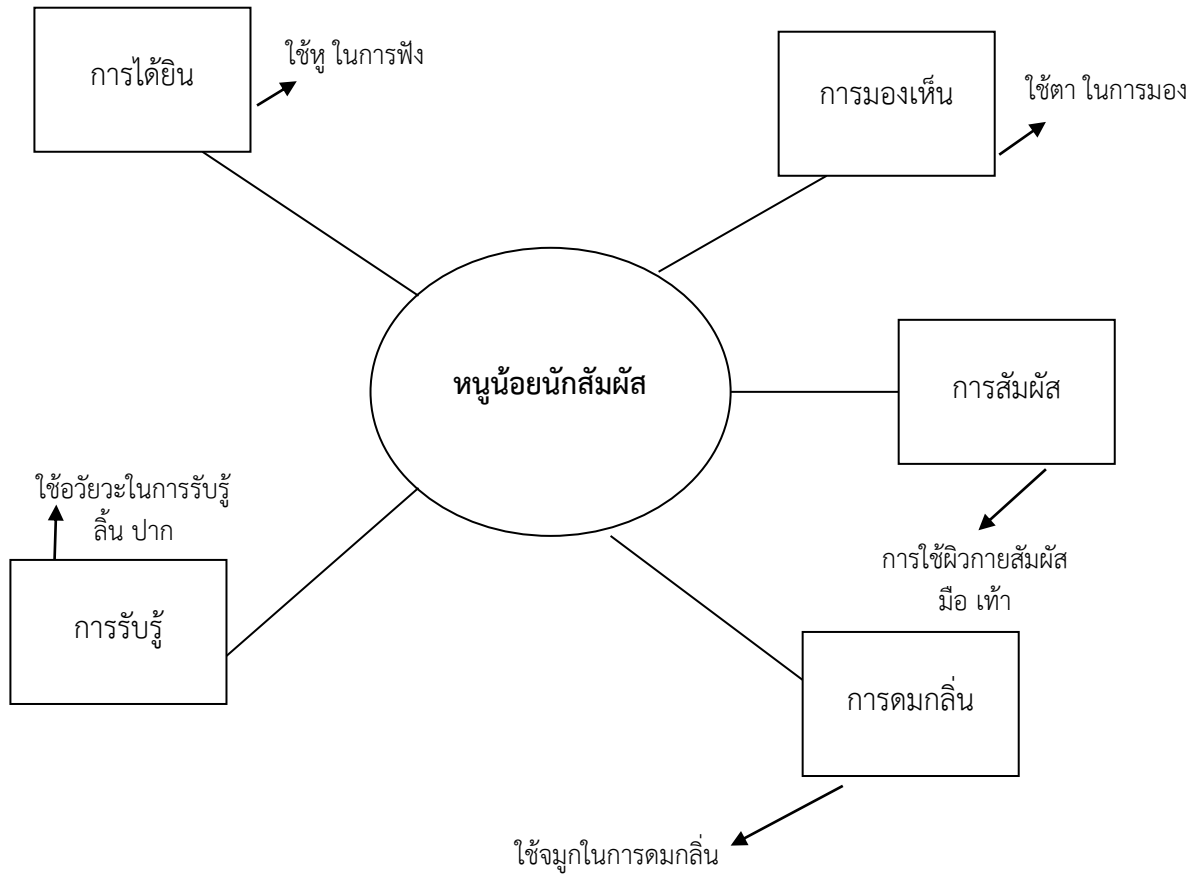 การได้ยิน
ใช้หู ในการฟัง
การมองเห็น
ใช้ตา ในการมอง
หนูน้อยนักสัมผัส
การสัมผัส
การใช้ผิวกายสัมผัส
มือ เท้า
ใช้อวัยวะในการรับรู้
ลิ้น ปาก
การรับรู้
การดมกลิ่น
ใช้จมูกในการดมกลิ่น